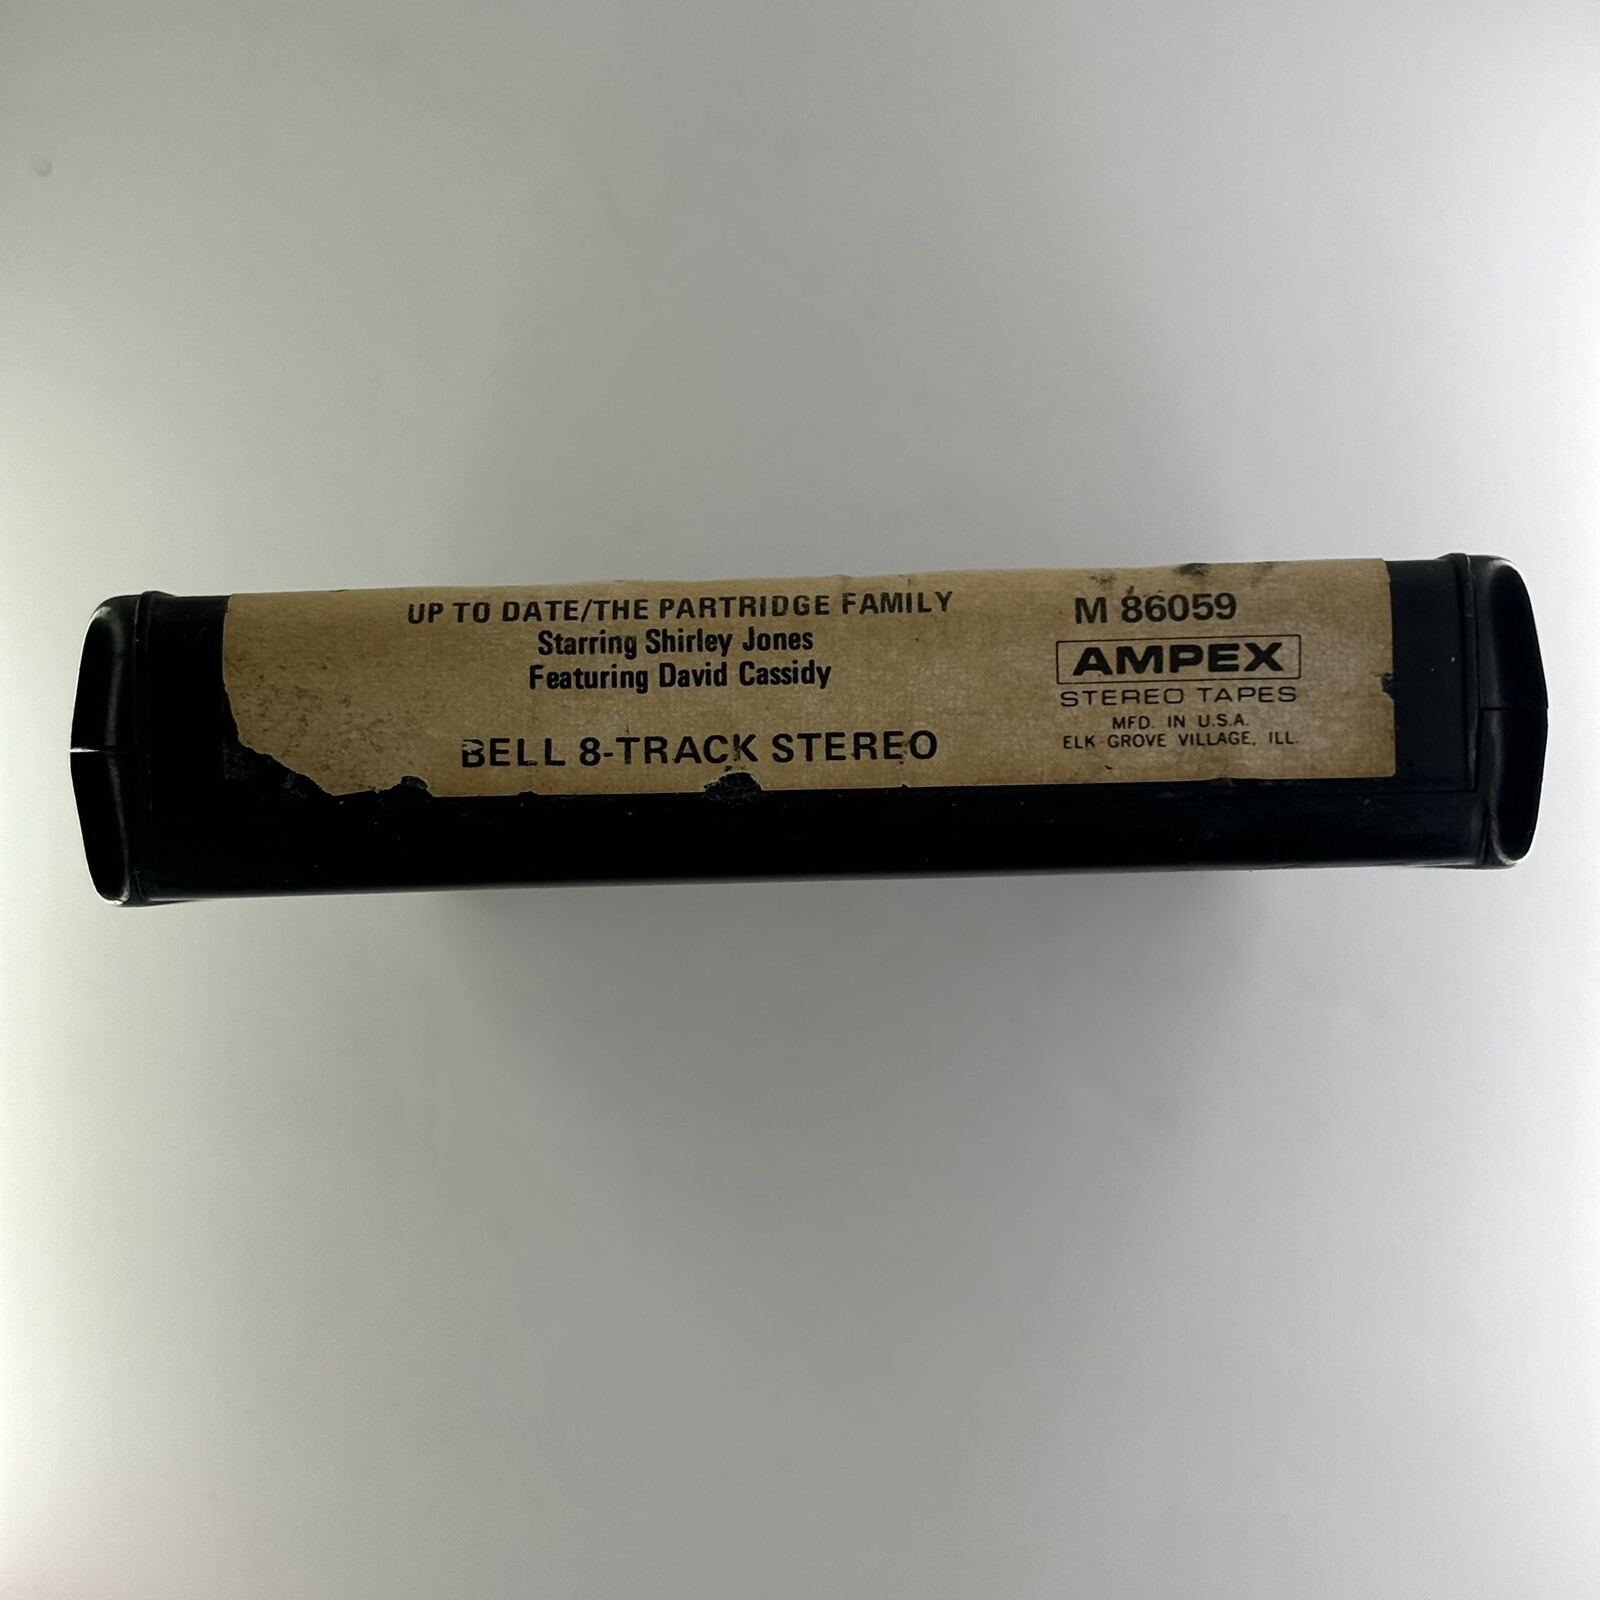 UP TO DATE/THE PARTRIDGE FAMILY
Starring Shirley Jones
Featuring David Cassidy
BELL 8-TRACK STEREO
M 86059
AMPEX
STEREO TAPES
MFD. IN U.S.A.
ELK GROVE VILLAGE, ILL.